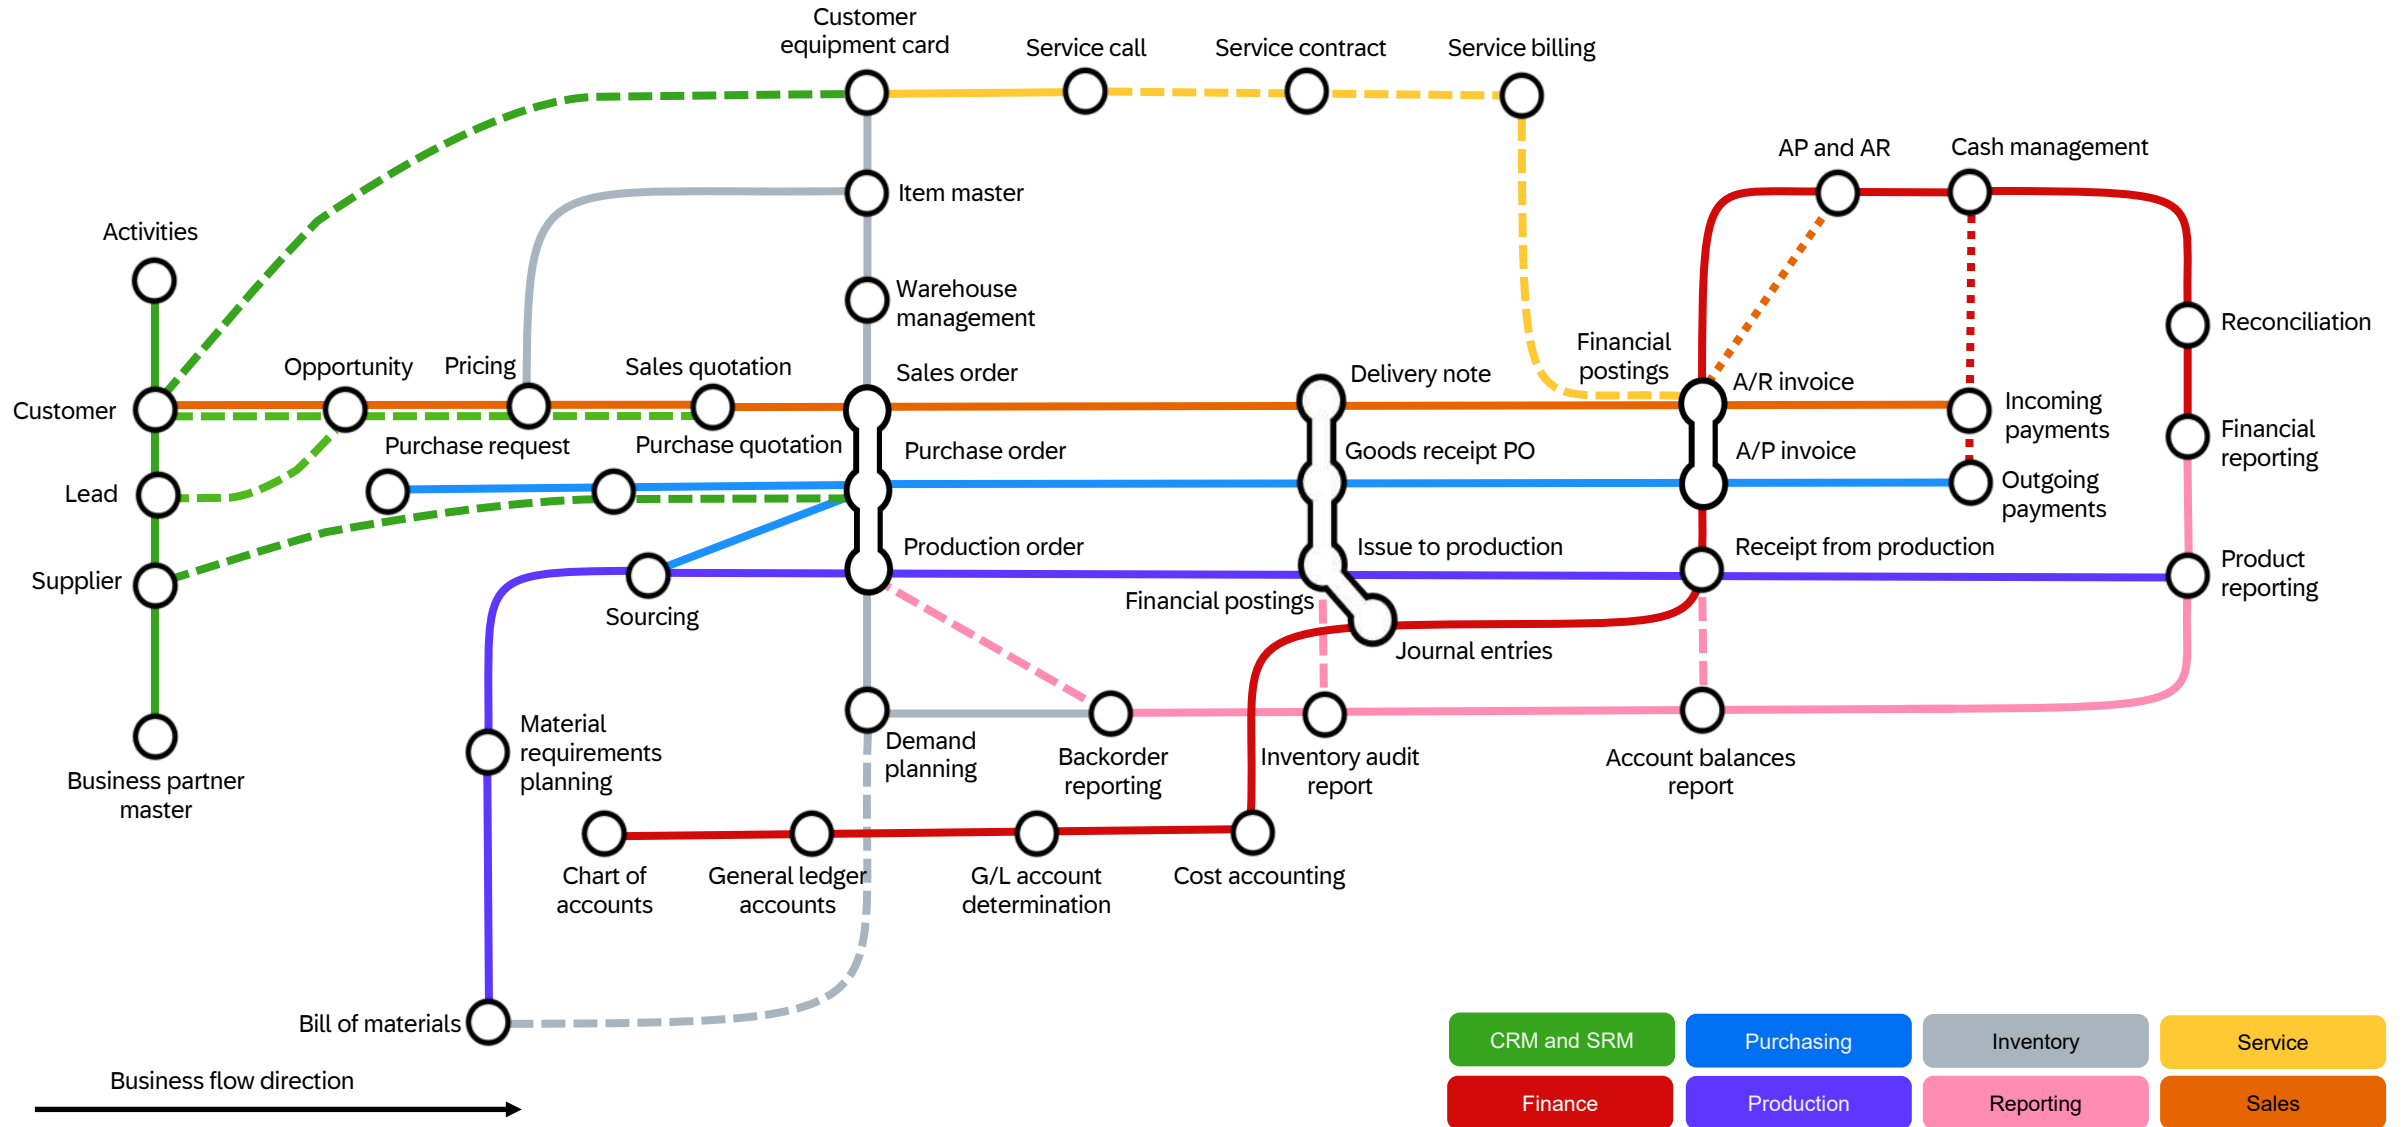 Customer
equipment card
Service call
Service contract
Service billing
AP and AR
Cash management
Item master
Activities
Warehouse
management
Reconciliation
Opportunity
Pricing
Sales quotation
Sales order
Delivery note
Financial
postings
A/R invoice
Customer
Incoming
payments
Financial
reporting
Purchase request
Purchase quotation
Purchase order
Goods receipt PO
A/P invoice
Lead
Outgoing
payments
Production order
Issue to production
Receipt from production
Supplier
Product
reporting
Sourcing
Financial postings
Journal entries
Material
requirements
planning
Demand
planning
Backorder
reporting
Inventory audit
report
Account balances
report
Business partner
master
Chart of
accounts
General ledger
accounts
G/L account
determination
Cost accounting
Bill of materials
Business flow direction
CRM and SRM
Purchasing
Inventory
Service
Finance
Production
Reporting
Sales